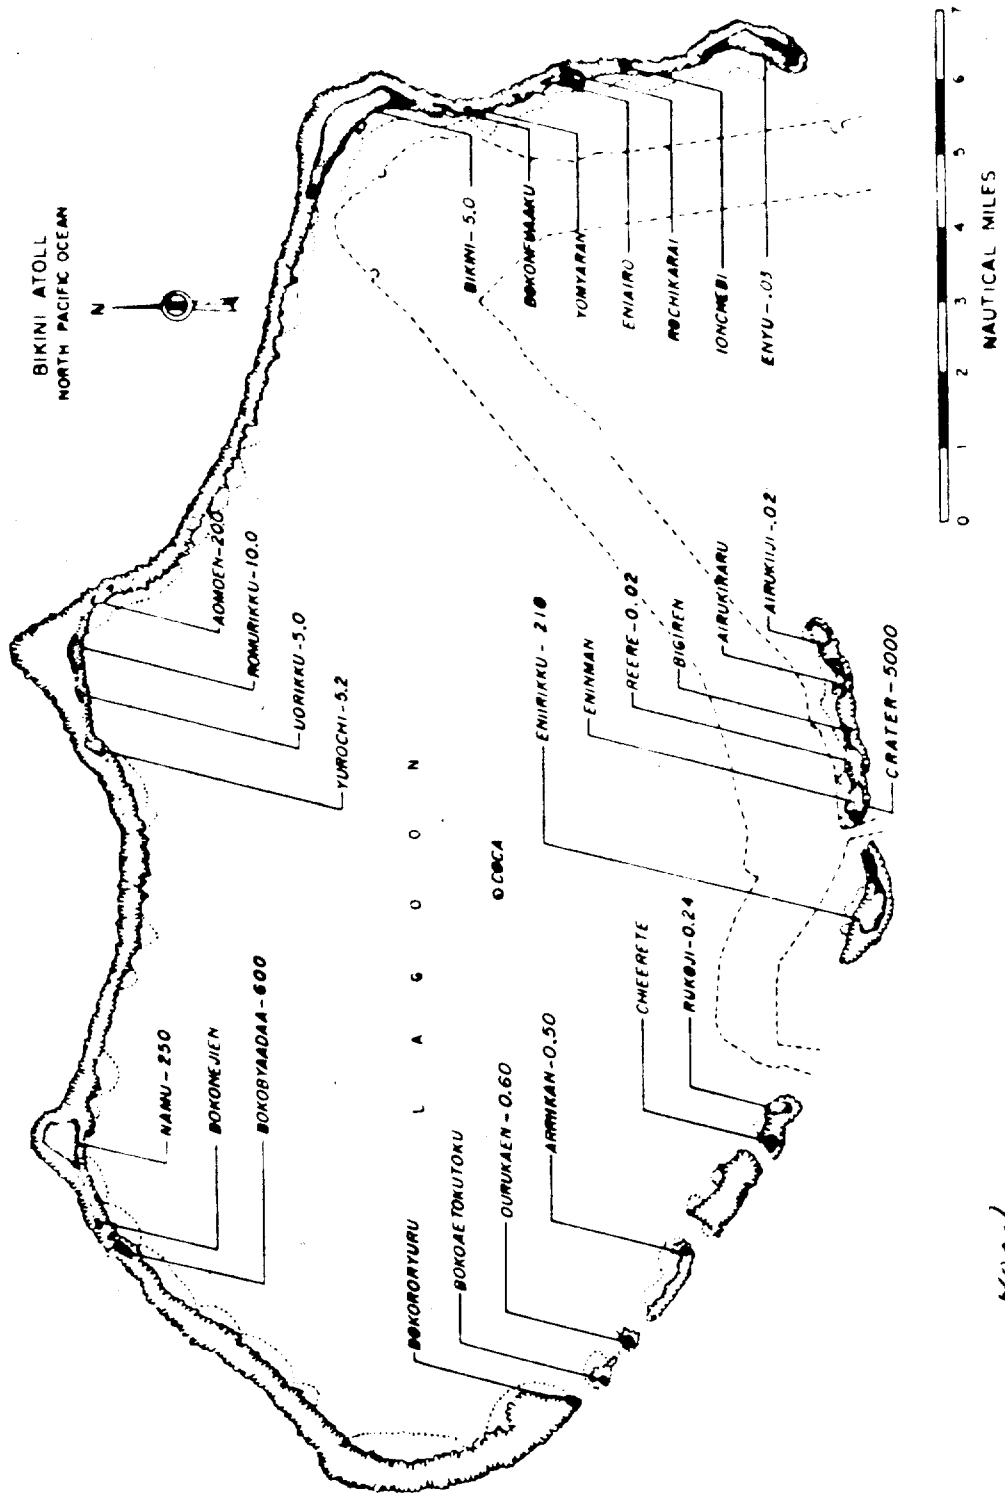 BIKINI ATOLL
NORTH PACIFIC OCEAN
N
NAMU-250
BOKONEJIEN
BOKOBYAADAA-600
YUROCHI-5.2
UORIKKU-5.0
ROMURIKKU-10.0
AOMOEN-200
LAGOON
COCA
BIKINI-5.0
BOKONFUAAKU
YOMYARAN
ENIAIRO
ROCHIKARAI
IONCHEBI
ENYU-.03
BOKORORYURU
BOKOAETOKUTOKU
OURUKAEN-0.60
ARRIIKAN-0.50
CHEERETE
RUKOJI-0.24
ENIIRIKKU-210
ENINMAN
REERE-0.02
BIGIREN
AIRUKIRARU
AIRUKIIJI-.02
CRATER-5000
0 1 2 3 4 5 6 7
NAUTICAL MILES